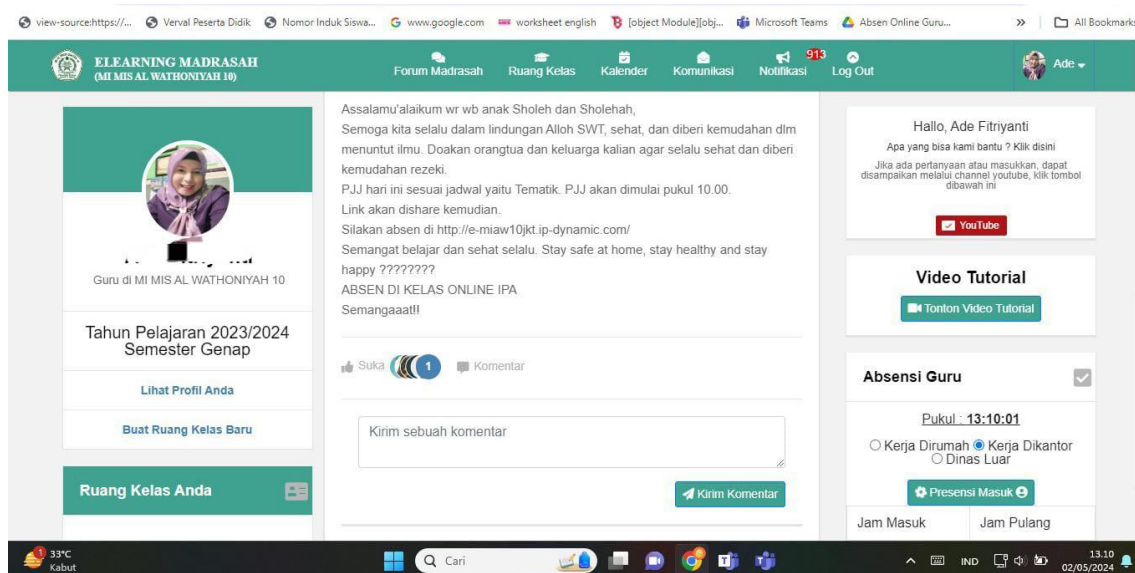 view-source:https://... Verval Peserta Didik Nomor Induk Siswa... www.google.com worksheet english [object Module][obj... Microsoft Teams Absen Online Guru... » All Bookmarks
ELEARNING MADRASAH
(MI MIS AL WATHONIYAH 10)
Forum Madrasah Ruang Kelas Kalender Komunikasi Notifikasi 913 Log Out Ade
Guru di MI MIS AL WATHONIYAH 10
Tahun Pelajaran 2023/2024
Semester Genap
Lihat Profil Anda
Buat Ruang Kelas Baru
Ruang Kelas Anda
Assalamu'alaikum wr wb anak Sholeh dan Sholehah,
Semoga kita selalu dalam lindungan Alloh SWT, sehat, dan diberi kemudahan dlm
menuntut ilmu. Doakan orangtua dan keluarga kalian agar selalu sehat dan diberi
kemudahan rezeki.
PJJ hari ini sesuai jadwal yaitu Tematik. PJJ akan dimulai pukul 10.00.
Link akan dishare kemudian.
Silakan absen di http://e-miaw10jkt.ip-dynamic.com/
Semangat belajar dan sehat selalu. Stay safe at home, stay healthy and stay
happy ????????
ABSEN DI KELAS ONLINE IPA
Semangaaat!!
Suka 1 Komentar
Kirim sebuah komentar
Kirim Komentar
Hallo, Ade Fitriyanti
Apa yang bisa kami bantu ? Klik disini
Jika ada pertanyaan atau masukkan, dapat
disampaikan melalui channel youtube, klik tombol
dibawah ini
YouTube
Video Tutorial
Tonton Video Tutorial
Absensi Guru
Pukul : 13:10:01
Kerja Dirumah Kerja Dikantor
Dinas Luar
Presensi Masuk
Jam Masuk Jam Pulang
1 33°C
Kabut
Cari
IND
13.10
02/05/2024